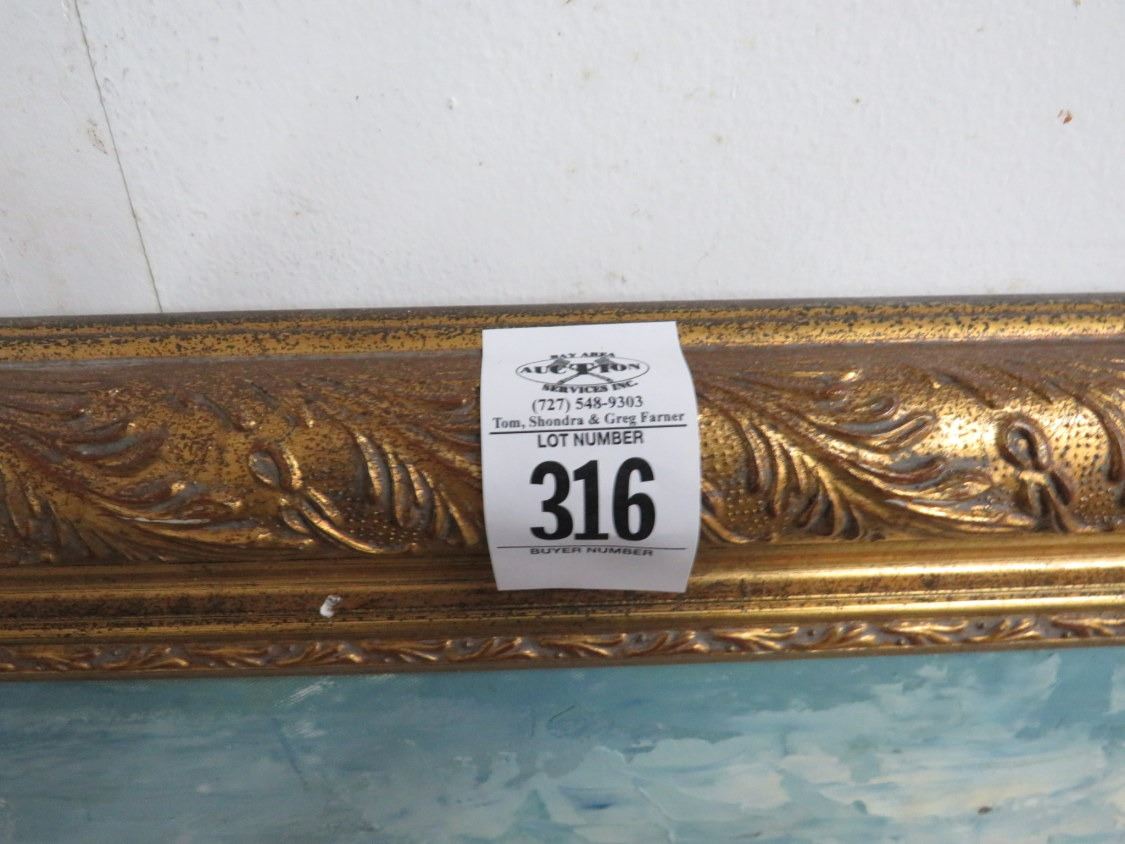 BAY AREA
AUCTION
SERVICES INC.
(727) 548-9303
Tom, Shondra & Greg Farner
LOT NUMBER
316
BUYER NUMBER